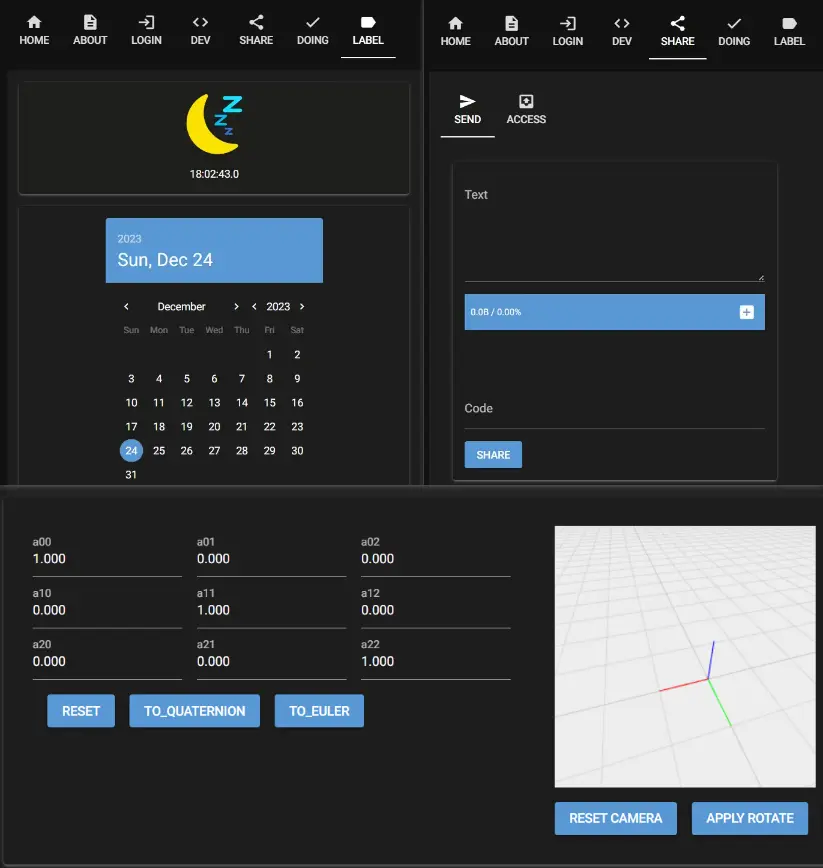 HOME ABOUT LOGIN DEV SHARE DOING LABEL
18:02:43.0
2023
Sun, Dec 24
December 2023
Sun Mon Tue Wed Thu Fri Sat
1 2
3 4 5 6 7 8 9
10 11 12 13 14 15 16
17 18 19 20 21 22 23
24 25 26 27 28 29 30
31
HOME ABOUT LOGIN DEV SHARE DOING LABEL
SEND ACCESS
Text
0.0B / 0.00%
Code
SHARE
a00 a01 a02
1.000 0.000 0.000
a10 a11 a12
0.000 1.000 0.000
a20 a21 a22
0.000 0.000 1.000
RESET TO_QUATERNION TO_EULER
RESET CAMERA APPLY ROTATE